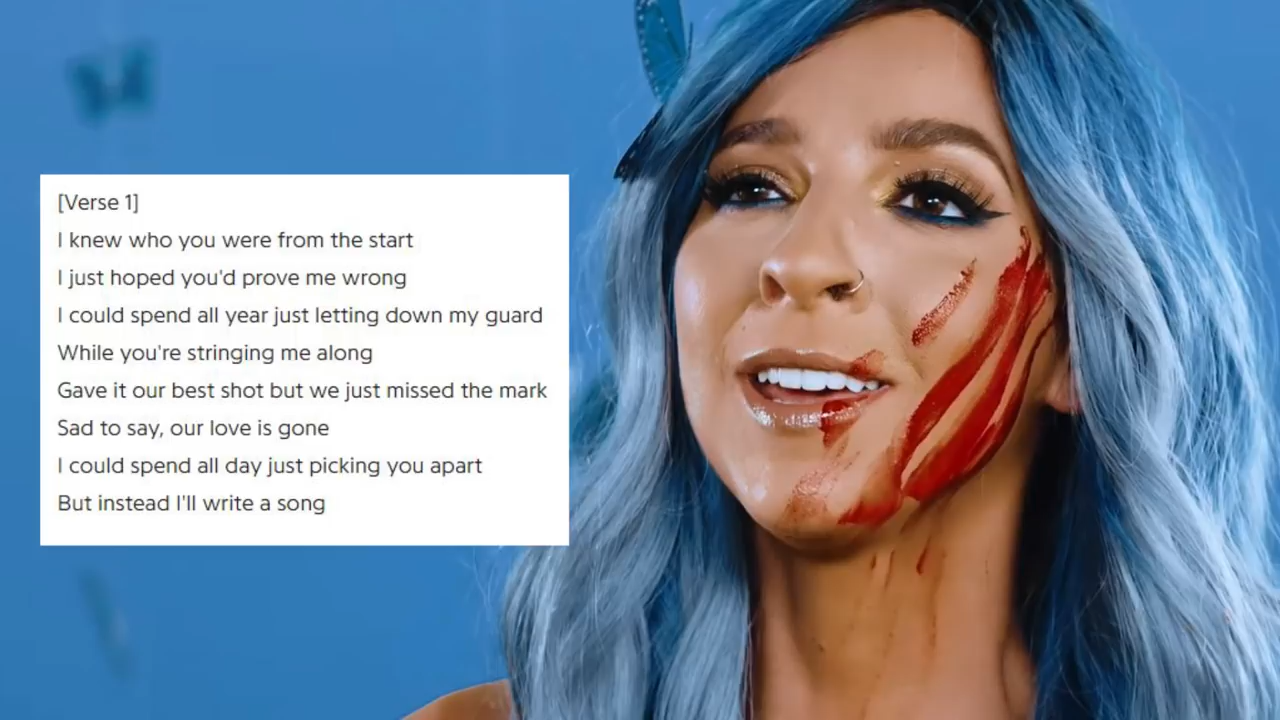 [Verse 1]
I knew who you were from the start
I just hoped you'd prove me wrong
I could spend all year just letting down my guard
While you're stringing me along
Gave it our best shot but we just missed the mark
Sad to say, our love is gone
I could spend all day just picking you apart
But instead I'll write a song